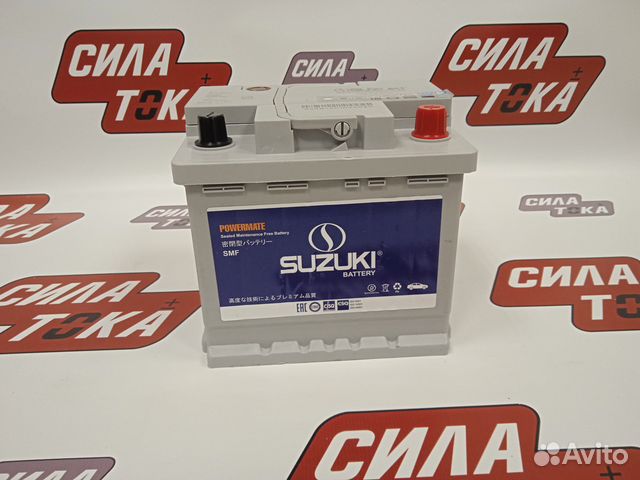 СИЛА
ТОКА
СИЛА
ТОКА
POWERMATE
Sealed Maintenance Free Battery
密閉型バッテリー
SMF
SUZUKI®
BATTERY
高度な技術によるプレミアム品質
EAC
СИЛА
ТОКА
СИЛА
ТОКА
СИЛА
ТОКА
СИЛА
СИЛА
Avito